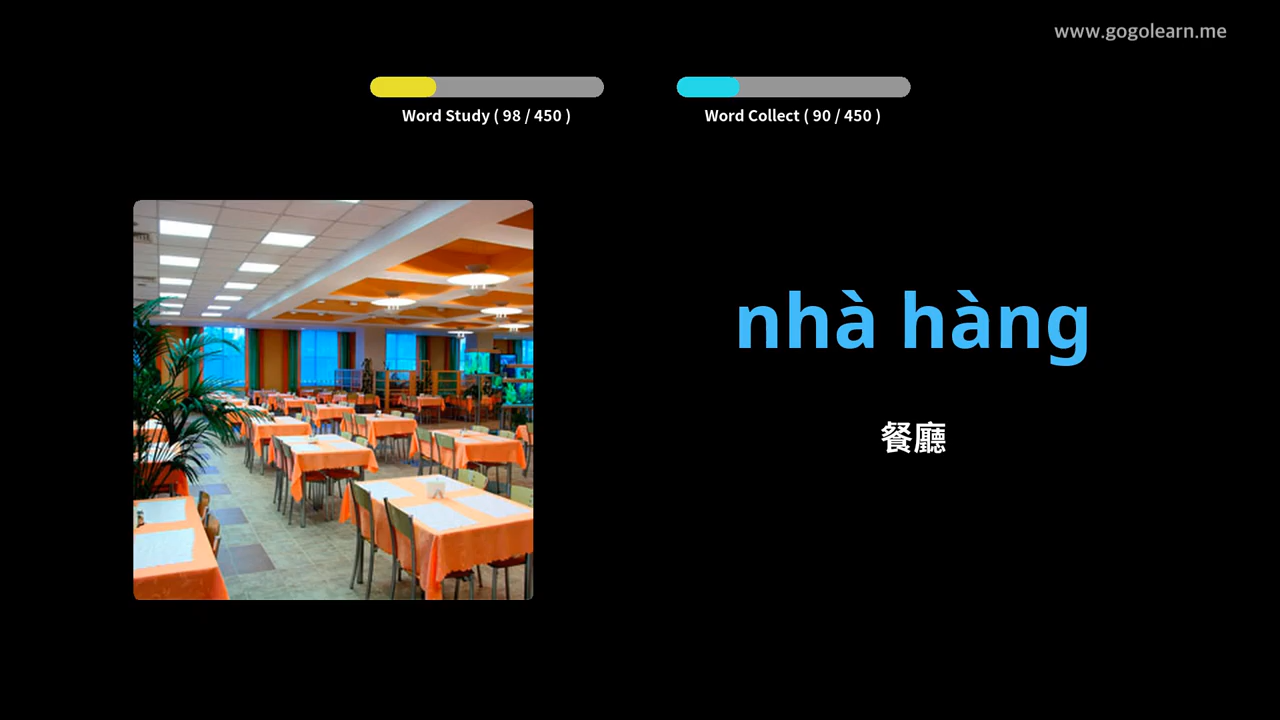 www.gogolearn.me
Word Study ( 98 / 450 )
Word Collect ( 90 / 450 )
nhà hàng
餐廳